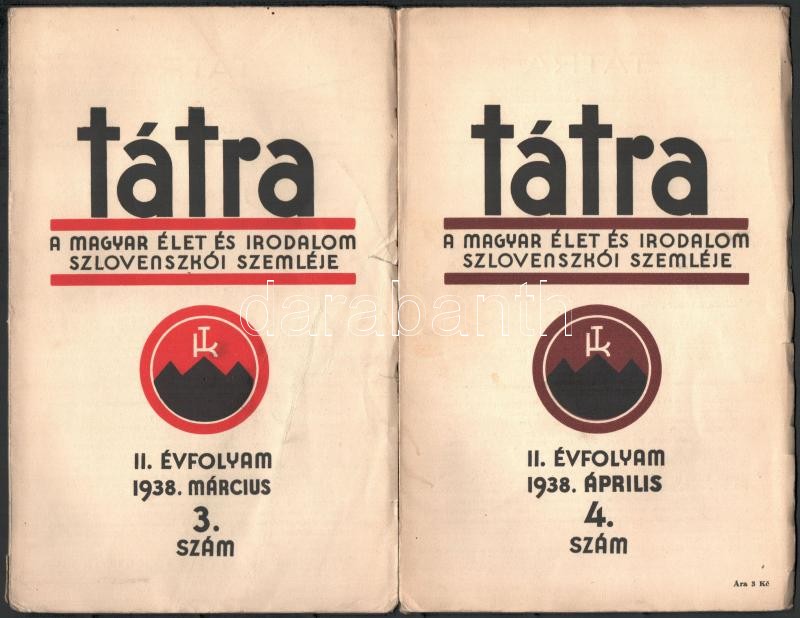 tátra
A MAGYAR ÉLET ÉS IRODALOM
SZLOVENSZKÓI SZEMLÉJE
II. ÉVFOLYAM
1938. MÁRCIUS
3.
SZÁM
tátra
A MAGYAR ÉLET ÉS IRODALOM
SZLOVENSZKÓI SZEMLÉJE
II. ÉVFOLYAM
1938. ÁPRILIS
4.
SZÁM
Ára 3 Kč
darabanth